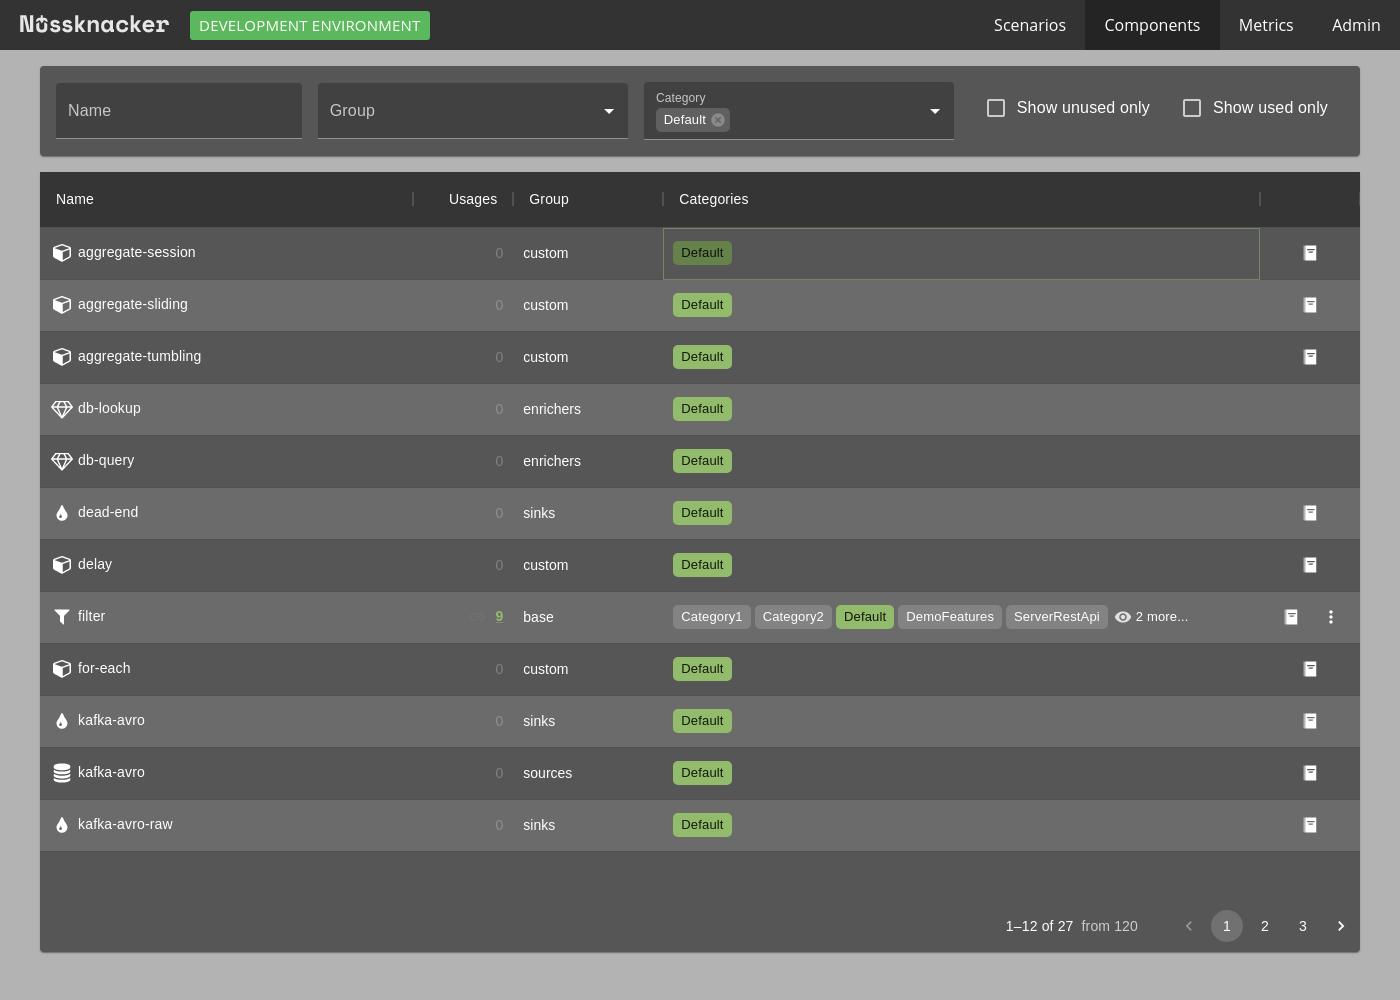 Nussknacker DEVELOPMENT ENVIRONMENT Scenarios Components Metrics Admin
Name
Group
Category
Default
Show unused only
Show used only
Name Usages Group Categories
aggregate-session 0 custom Default
aggregate-sliding 0 custom Default
aggregate-tumbling 0 custom Default
db-lookup 0 enrichers Default
db-query 0 enrichers Default
dead-end 0 sinks Default
delay 0 custom Default
filter 9 base Category1 Category2 Default DemoFeatures ServerRestApi 2 more...
for-each 0 custom Default
kafka-avro 0 sinks Default
kafka-avro 0 sources Default
kafka-avro-raw 0 sinks Default
1–12 of 27 from 120 1 2 3